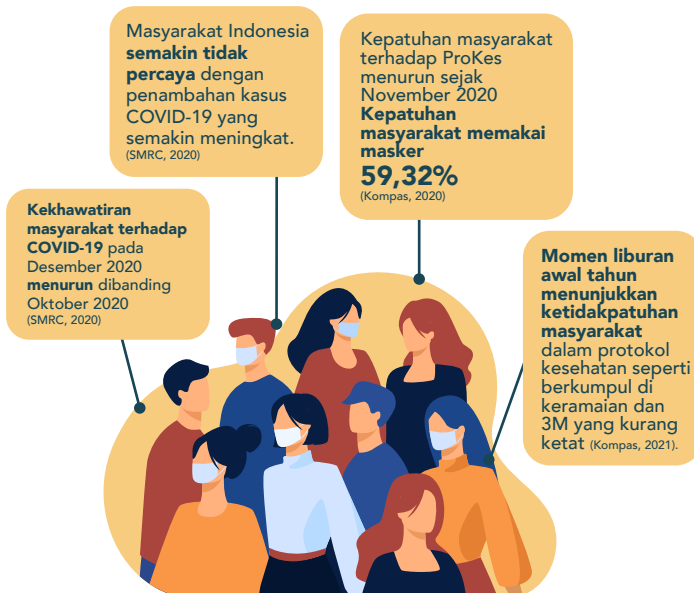 Masyarakat Indonesia
semakin tidak
percaya dengan
penambahan kasus
COVID-19 yang
semakin meningkat.
(SMRC, 2020)
Kepatuhan masyarakat
terhadap ProKes
menurun sejak
November 2020
Kepatuhan
masyarakat memakai
masker
59,32%
(Kompas, 2020)
Kekhawatiran
masyarakat terhadap
COVID-19 pada
Desember 2020
menurun dibanding
Oktober 2020
(SMRC, 2020)
Momen liburan
awal tahun
menunjukkan
ketidakpatuhan
masyarakat
dalam protokol
kesehatan seperti
berkumpul di
keramaian dan
3M yang kurang
ketat (Kompas, 2021).